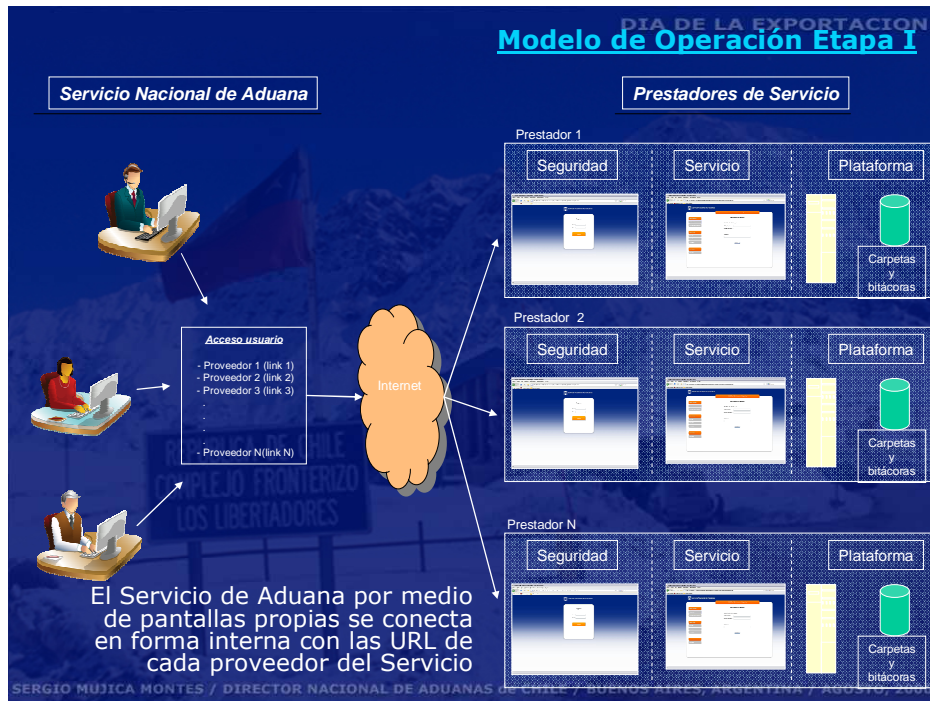 DIA DE LA EXPORTACION
Modelo de Operación Etapa I
Servicio Nacional de Aduana
Prestadores de Servicio
Prestador 1
Seguridad
Servicio
Plataforma
Carpetas
y
bitácoras
Acceso usuario
- Proveedor 1 (link 1)
- Proveedor 2 (link 2)
- Proveedor 3 (link 3)
.
.
.
.
- Proveedor N(link N)
Internet
Prestador 2
Seguridad
Servicio
Plataforma
Carpetas
y
bitácoras
Prestador N
Seguridad
Servicio
Plataforma
Carpetas
y
bitácoras
REPUBLICA DE CHILE
COMPLEJO FRONTERIZO
LOS LIBERTADORES
El Servicio de Aduana por medio
de pantallas propias se conecta
en forma interna con las URL de
cada proveedor del Servicio
SERGIO MUJICA MONTES / DIRECTOR NACIONAL DE ADUANAS de CHILE / BUENOS AIRES, ARGENTINA / AGOSTO,